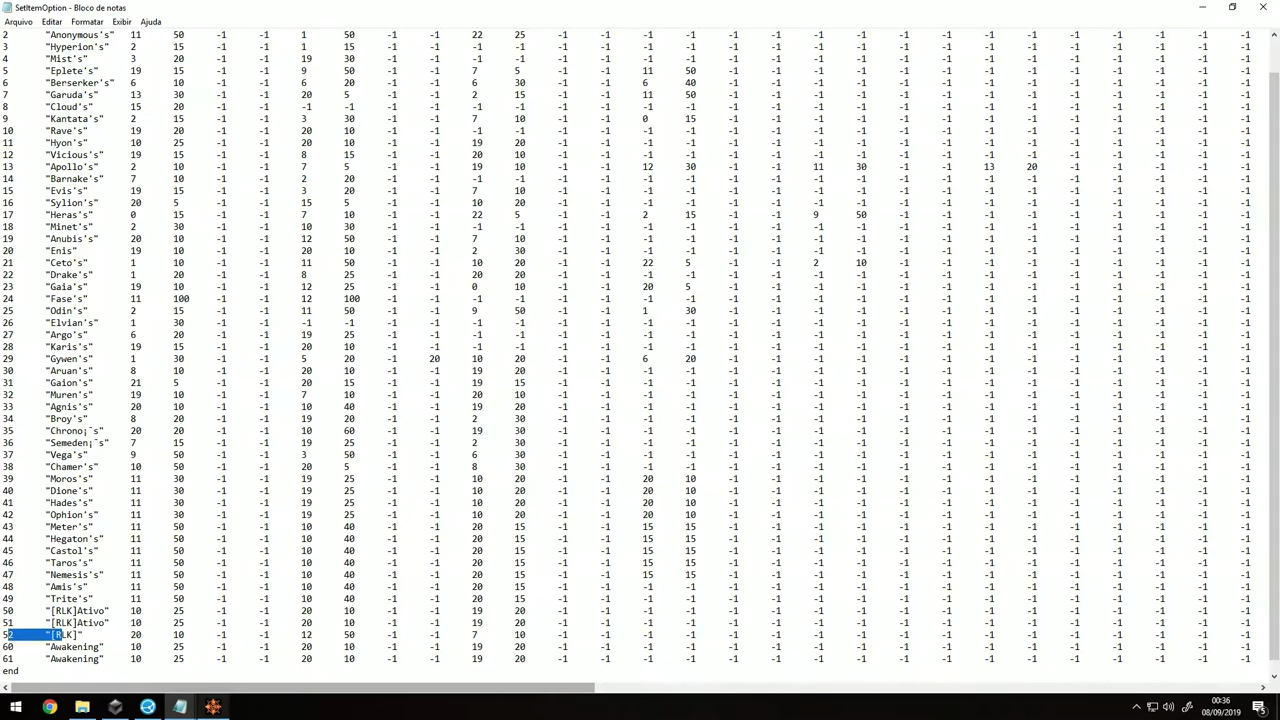 SetItemOption - Bloco de notas
Arquivo Editar Formatar Exibir Ajuda
2 "Anonymous's" 11 50 -1 -1 1 50 -1 -1 22 25 -1 -1 -1 -1 -1 -1 -1 -1 -1 -1 -1 -1 -1 -1 -1 -1 -1
3 "Hyperion's" 2 15 -1 -1 1 15 -1 -1 -1 -1 -1 -1 -1 -1 -1 -1 -1 -1 -1 -1 -1 -1 -1 -1 -1 -1 -1
4 "Mist's" 3 20 -1 -1 19 30 -1 -1 -1 -1 -1 -1 -1 -1 -1 -1 -1 -1 -1 -1 -1 -1 -1 -1 -1 -1 -1
5 "Eplete's" 19 15 -1 -1 9 50 -1 -1 7 5 -1 -1 11 50 -1 -1 -1 -1 -1 -1 -1 -1 -1 -1 -1 -1 -1
6 "Berserker's" 6 10 -1 -1 6 20 -1 -1 6 30 -1 -1 6 40 -1 -1 -1 -1 -1 -1 -1 -1 -1 -1 -1 -1 -1
7 "Garuda's" 13 30 -1 -1 20 5 -1 -1 2 15 -1 -1 11 50 -1 -1 -1 -1 -1 -1 -1 -1 -1 -1 -1 -1 -1
8 "Cloud's" 15 20 -1 -1 -1 -1 -1 -1 -1 -1 -1 -1 -1 -1 -1 -1 -1 -1 -1 -1 -1 -1 -1 -1 -1 -1 -1
9 "Kantata's" 2 15 -1 -1 3 30 -1 -1 7 10 -1 -1 0 15 -1 -1 -1 -1 -1 -1 -1 -1 -1 -1 -1 -1 -1
10 "Rave's" 19 20 -1 -1 20 10 -1 -1 -1 -1 -1 -1 -1 -1 -1 -1 -1 -1 -1 -1 -1 -1 -1 -1 -1 -1 -1
11 "Hyon's" 10 25 -1 -1 20 10 -1 -1 19 20 -1 -1 -1 -1 -1 -1 -1 -1 -1 -1 -1 -1 -1 -1 -1 -1 -1
12 "Vicious's" 19 15 -1 -1 8 15 -1 -1 20 10 -1 -1 -1 -1 -1 -1 -1 -1 -1 -1 -1 -1 -1 -1 -1 -1 -1
13 "Apollo's" 2 10 -1 -1 7 5 -1 -1 19 10 -1 -1 12 30 -1 -1 11 30 -1 -1 13 20 -1 -1 -1 -1 -1
14 "Barnake's" 7 10 -1 -1 2 20 -1 -1 -1 -1 -1 -1 -1 -1 -1 -1 -1 -1 -1 -1 -1 -1 -1 -1 -1 -1 -1
15 "Evis's" 19 15 -1 -1 3 20 -1 -1 7 10 -1 -1 -1 -1 -1 -1 -1 -1 -1 -1 -1 -1 -1 -1 -1 -1 -1
16 "Sylion's" 20 5 -1 -1 15 5 -1 -1 10 20 -1 -1 -1 -1 -1 -1 -1 -1 -1 -1 -1 -1 -1 -1 -1 -1 -1
17 "Heras's" 0 15 -1 -1 7 10 -1 -1 22 5 -1 -1 2 15 -1 -1 9 50 -1 -1 -1 -1 -1 -1 -1 -1 -1
18 "Minet's" 2 30 -1 -1 10 30 -1 -1 -1 -1 -1 -1 -1 -1 -1 -1 -1 -1 -1 -1 -1 -1 -1 -1 -1 -1 -1
19 "Anubis's" 20 10 -1 -1 12 50 -1 -1 7 10 -1 -1 -1 -1 -1 -1 -1 -1 -1 -1 -1 -1 -1 -1 -1 -1 -1
20 "Enis" 19 10 -1 -1 20 10 -1 -1 2 30 -1 -1 -1 -1 -1 -1 -1 -1 -1 -1 -1 -1 -1 -1 -1 -1 -1
21 "Ceto's" 1 10 -1 -1 11 50 -1 -1 10 20 -1 -1 22 5 -1 -1 2 10 -1 -1 -1 -1 -1 -1 -1 -1 -1
22 "Drake's" 1 20 -1 -1 8 25 -1 -1 20 20 -1 -1 -1 -1 -1 -1 -1 -1 -1 -1 -1 -1 -1 -1 -1 -1 -1
23 "Gaia's" 19 10 -1 -1 12 25 -1 -1 0 10 -1 -1 20 5 -1 -1 -1 -1 -1 -1 -1 -1 -1 -1 -1 -1 -1
24 "Fase's" 11 100 -1 -1 12 100 -1 -1 -1 -1 -1 -1 -1 -1 -1 -1 -1 -1 -1 -1 -1 -1 -1 -1 -1 -1 -1
25 "Odin's" 2 15 -1 -1 11 50 -1 -1 9 50 -1 -1 1 30 -1 -1 -1 -1 -1 -1 -1 -1 -1 -1 -1 -1 -1
26 "Elvian's" 1 30 -1 -1 -1 -1 -1 -1 -1 -1 -1 -1 -1 -1 -1 -1 -1 -1 -1 -1 -1 -1 -1 -1 -1 -1 -1
27 "Argo's" 6 20 -1 -1 19 25 -1 -1 -1 -1 -1 -1 -1 -1 -1 -1 -1 -1 -1 -1 -1 -1 -1 -1 -1 -1 -1
28 "Karis's" 19 15 -1 -1 20 10 -1 -1 -1 -1 -1 -1 -1 -1 -1 -1 -1 -1 -1 -1 -1 -1 -1 -1 -1 -1 -1
29 "Gywen's" 1 30 -1 -1 5 20 -1 20 10 20 -1 -1 6 20 -1 -1 -1 -1 -1 -1 -1 -1 -1 -1 -1 -1 -1
30 "Aruan's" 8 10 -1 -1 20 10 -1 -1 19 20 -1 -1 -1 -1 -1 -1 -1 -1 -1 -1 -1 -1 -1 -1 -1 -1 -1
31 "Gaion's" 21 5 -1 -1 20 15 -1 -1 19 15 -1 -1 -1 -1 -1 -1 -1 -1 -1 -1 -1 -1 -1 -1 -1 -1 -1
32 "Muren's" 19 10 -1 -1 7 10 -1 -1 20 10 -1 -1 -1 -1 -1 -1 -1 -1 -1 -1 -1 -1 -1 -1 -1 -1 -1
33 "Agnis's" 20 10 -1 -1 10 40 -1 -1 19 20 -1 -1 -1 -1 -1 -1 -1 -1 -1 -1 -1 -1 -1 -1 -1 -1 -1
34 "Broy's" 8 20 -1 -1 19 20 -1 -1 2 30 -1 -1 -1 -1 -1 -1 -1 -1 -1 -1 -1 -1 -1 -1 -1 -1 -1
35 "Chrono¡¯s" 20 20 -1 -1 10 60 -1 -1 19 30 -1 -1 -1 -1 -1 -1 -1 -1 -1 -1 -1 -1 -1 -1 -1 -1 -1
36 "Semeden¡¯s" 7 15 -1 -1 19 25 -1 -1 2 30 -1 -1 -1 -1 -1 -1 -1 -1 -1 -1 -1 -1 -1 -1 -1 -1 -1
37 "Vega's" 9 50 -1 -1 3 50 -1 -1 6 30 -1 -1 -1 -1 -1 -1 -1 -1 -1 -1 -1 -1 -1 -1 -1 -1 -1
38 "Chamer's" 10 50 -1 -1 20 5 -1 -1 8 30 -1 -1 -1 -1 -1 -1 -1 -1 -1 -1 -1 -1 -1 -1 -1 -1 -1
39 "Moros's" 11 30 -1 -1 19 25 -1 -1 10 20 -1 -1 20 10 -1 -1 -1 -1 -1 -1 -1 -1 -1 -1 -1 -1 -1
40 "Dione's" 11 30 -1 -1 19 25 -1 -1 10 20 -1 -1 20 10 -1 -1 -1 -1 -1 -1 -1 -1 -1 -1 -1 -1 -1
41 "Hades's" 11 30 -1 -1 19 25 -1 -1 10 20 -1 -1 20 10 -1 -1 -1 -1 -1 -1 -1 -1 -1 -1 -1 -1 -1
42 "Ophion's" 11 30 -1 -1 19 25 -1 -1 10 20 -1 -1 20 10 -1 -1 -1 -1 -1 -1 -1 -1 -1 -1 -1 -1 -1
43 "Meter's" 11 50 -1 -1 10 40 -1 -1 20 15 -1 -1 15 15 -1 -1 -1 -1 -1 -1 -1 -1 -1 -1 -1 -1 -1
44 "Hegaton's" 11 50 -1 -1 10 40 -1 -1 20 15 -1 -1 15 15 -1 -1 -1 -1 -1 -1 -1 -1 -1 -1 -1 -1 -1
45 "Castol's" 11 50 -1 -1 10 40 -1 -1 20 15 -1 -1 15 15 -1 -1 -1 -1 -1 -1 -1 -1 -1 -1 -1 -1 -1
46 "Taros's" 11 50 -1 -1 10 40 -1 -1 20 15 -1 -1 15 15 -1 -1 -1 -1 -1 -1 -1 -1 -1 -1 -1 -1 -1
47 "Nemesis's" 11 50 -1 -1 10 40 -1 -1 20 15 -1 -1 15 15 -1 -1 -1 -1 -1 -1 -1 -1 -1 -1 -1 -1 -1
48 "Amis's" 11 50 -1 -1 10 40 -1 -1 20 15 -1 -1 -1 -1 -1 -1 -1 -1 -1 -1 -1 -1 -1 -1 -1 -1 -1
49 "Trite's" 11 50 -1 -1 10 40 -1 -1 20 15 -1 -1 -1 -1 -1 -1 -1 -1 -1 -1 -1 -1 -1 -1 -1 -1 -1
50 "[RLK]Ativo" 10 25 -1 -1 20 10 -1 -1 19 20 -1 -1 -1 -1 -1 -1 -1 -1 -1 -1 -1 -1 -1 -1 -1 -1 -1
51 "[RLK]Ativo" 10 25 -1 -1 20 10 -1 -1 19 20 -1 -1 -1 -1 -1 -1 -1 -1 -1 -1 -1 -1 -1 -1 -1 -1 -1
52 "[RLK]" 20 10 -1 -1 12 50 -1 -1 7 10 -1 -1 -1 -1 -1 -1 -1 -1 -1 -1 -1 -1 -1 -1 -1 -1 -1
60 "Awakening" 10 25 -1 -1 20 10 -1 -1 19 20 -1 -1 -1 -1 -1 -1 -1 -1 -1 -1 -1 -1 -1 -1 -1 -1 -1
61 "Awakening" 10 25 -1 -1 20 10 -1 -1 19 20 -1 -1 -1 -1 -1 -1 -1 -1 -1 -1 -1 -1 -1 -1 -1 -1 -1
end
00:36
08/09/2019
5